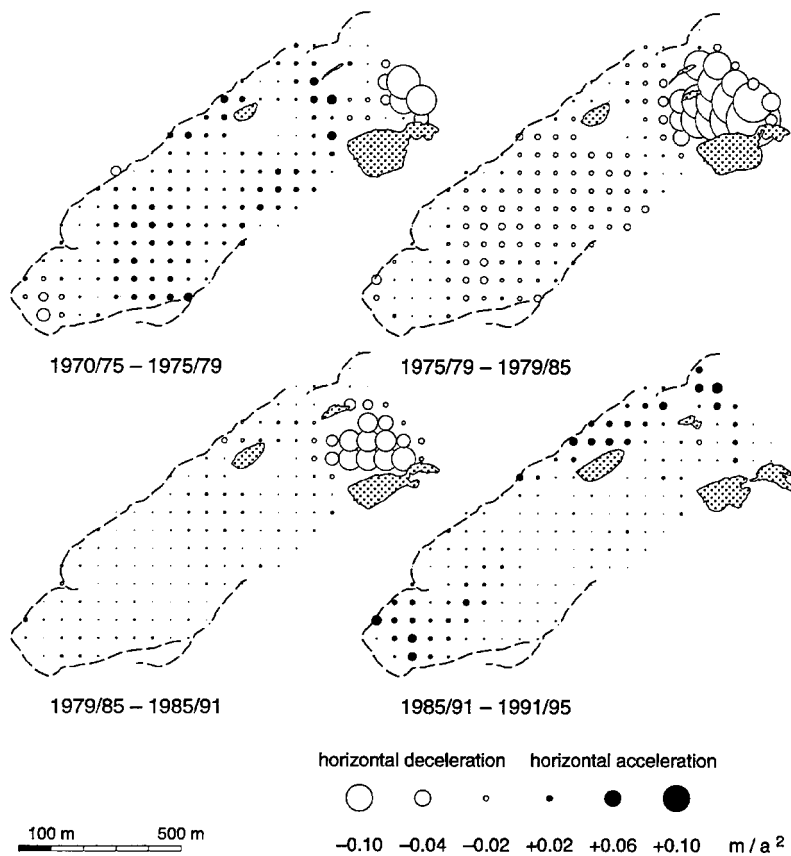 1970/75 – 1975/79
1975/79 – 1979/85
1979/85 – 1985/91
1985/91 – 1991/95
horizontal deceleration horizontal acceleration
100 m 500 m
–0.10 –0.04 –0.02 +0.02 +0.06 +0.10 m / a²